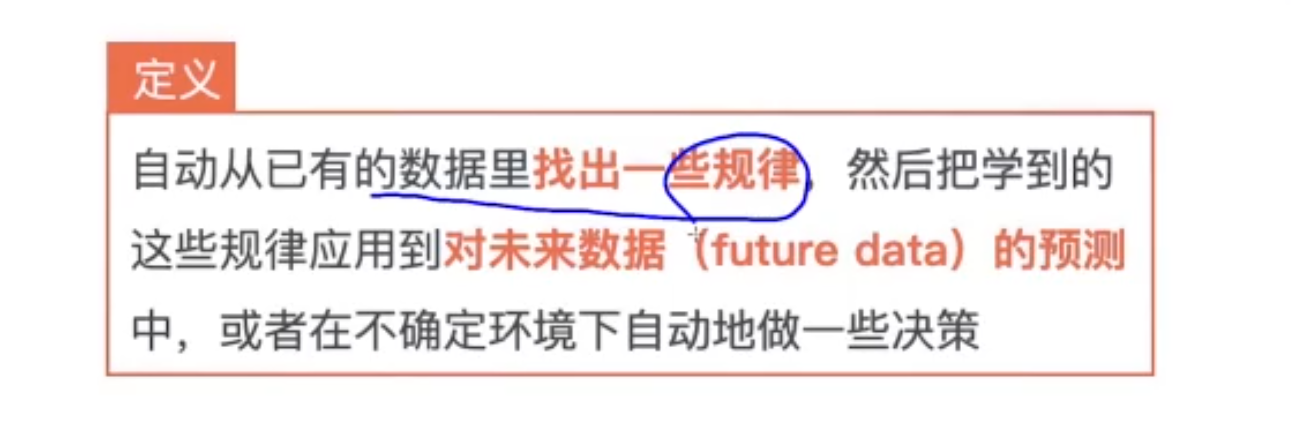 定义
自动从已有的数据里找出一些规律，然后把学到的
这些规律应用到对未来数据（future data）的预测
中，或者在不确定环境下自动地做一些决策